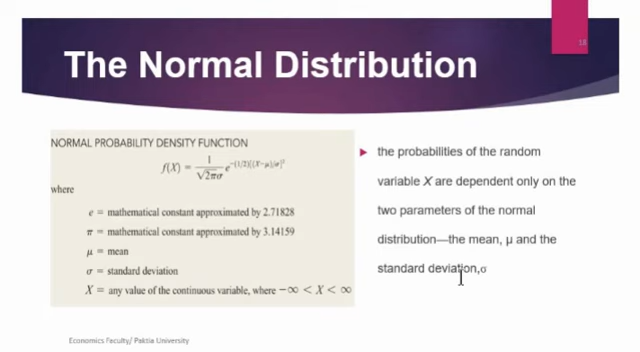 18
The Normal Distribution
NORMAL PROBABILITY DENSITY FUNCTION
f(X) = 1/√2πσ e^−(1/2)[(X−μ)/σ]²
where
e = mathematical constant approximated by 2.71828
π = mathematical constant approximated by 3.14159
μ = mean
σ = standard deviation
X = any value of the continuous variable, where −∞ < X < ∞
the probabilities of the random
variable X are dependent only on the
two parameters of the normal
distribution—the mean, μ and the
standard deviation,σ
Economics Faculty/ Paktia University